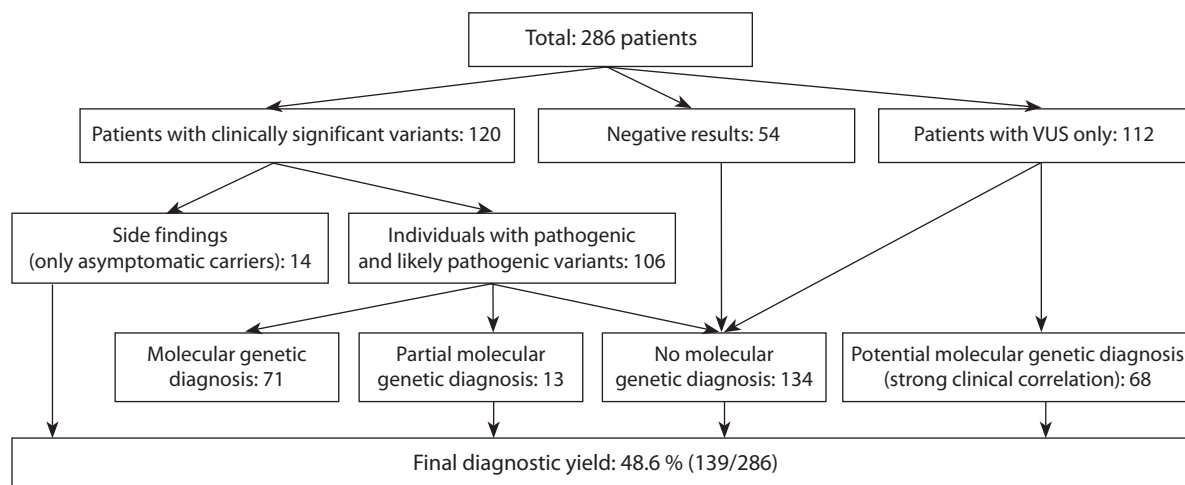 Total: 286 patients
Patients with clinically significant variants: 120
Negative results: 54
Patients with VUS only: 112
Side findings
(only asymptomatic carriers): 14
Individuals with pathogenic
and likely pathogenic variants: 106
Molecular genetic
diagnosis: 71
Partial molecular
genetic diagnosis: 13
No molecular
genetic diagnosis: 134
Potential molecular genetic diagnosis
(strong clinical correlation): 68
Final diagnostic yield: 48.6 % (139/286)